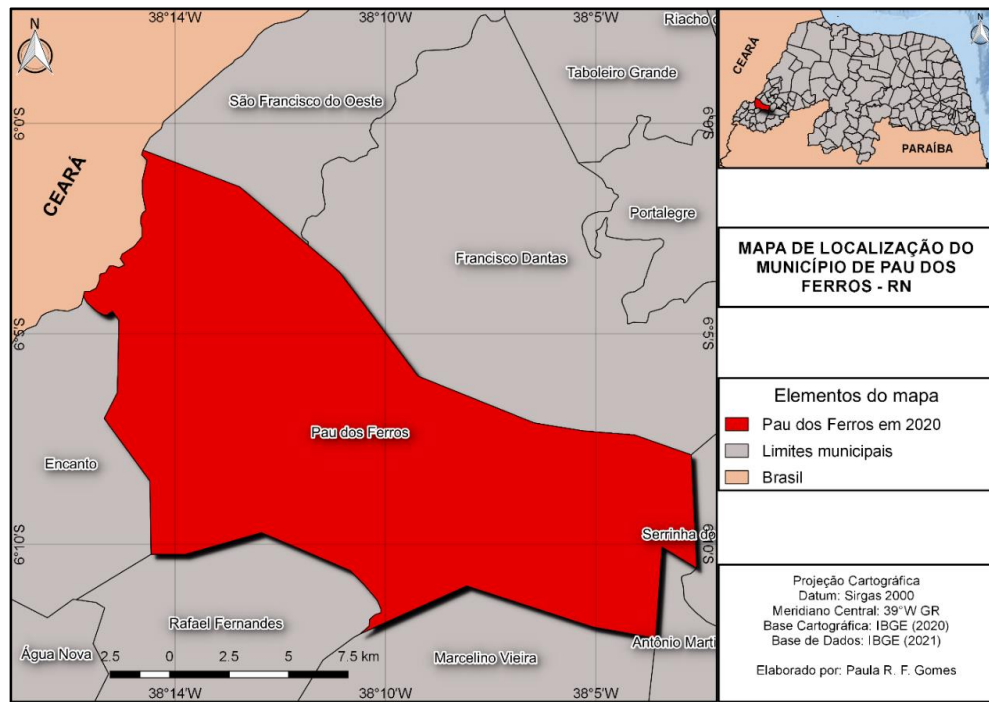 38°14'W
38°10'W
38°5'W
N
Riacho d
Taboleiro Grande
São Francisco do Oeste
6°0'S
6°0'S
CEARÁ
Portalegre
Francisco Dantas
6°5'S
6°5'S
Pau dos Ferros
Encanto
6°10'S
6°10'S
Serrinha do
Rafael Fernandes
Antônio Marti
Água Nova
Marcelino Vieira
2.5 0 2.5 5 7.5 km
38°14'W
38°10'W
38°5'W
N
CEARÁ
PARAÍBA
MAPA DE LOCALIZAÇÃO DO
MUNICÍPIO DE PAU DOS
FERROS - RN
Elementos do mapa
Pau dos Ferros em 2020
Limites municipais
Brasil
Projeção Cartográfica
Datum: Sirgas 2000
Meridiano Central: 39°W GR
Base Cartográfica: IBGE (2020)
Base de Dados: IBGE (2021)
Elaborado por: Paula R. F. Gomes